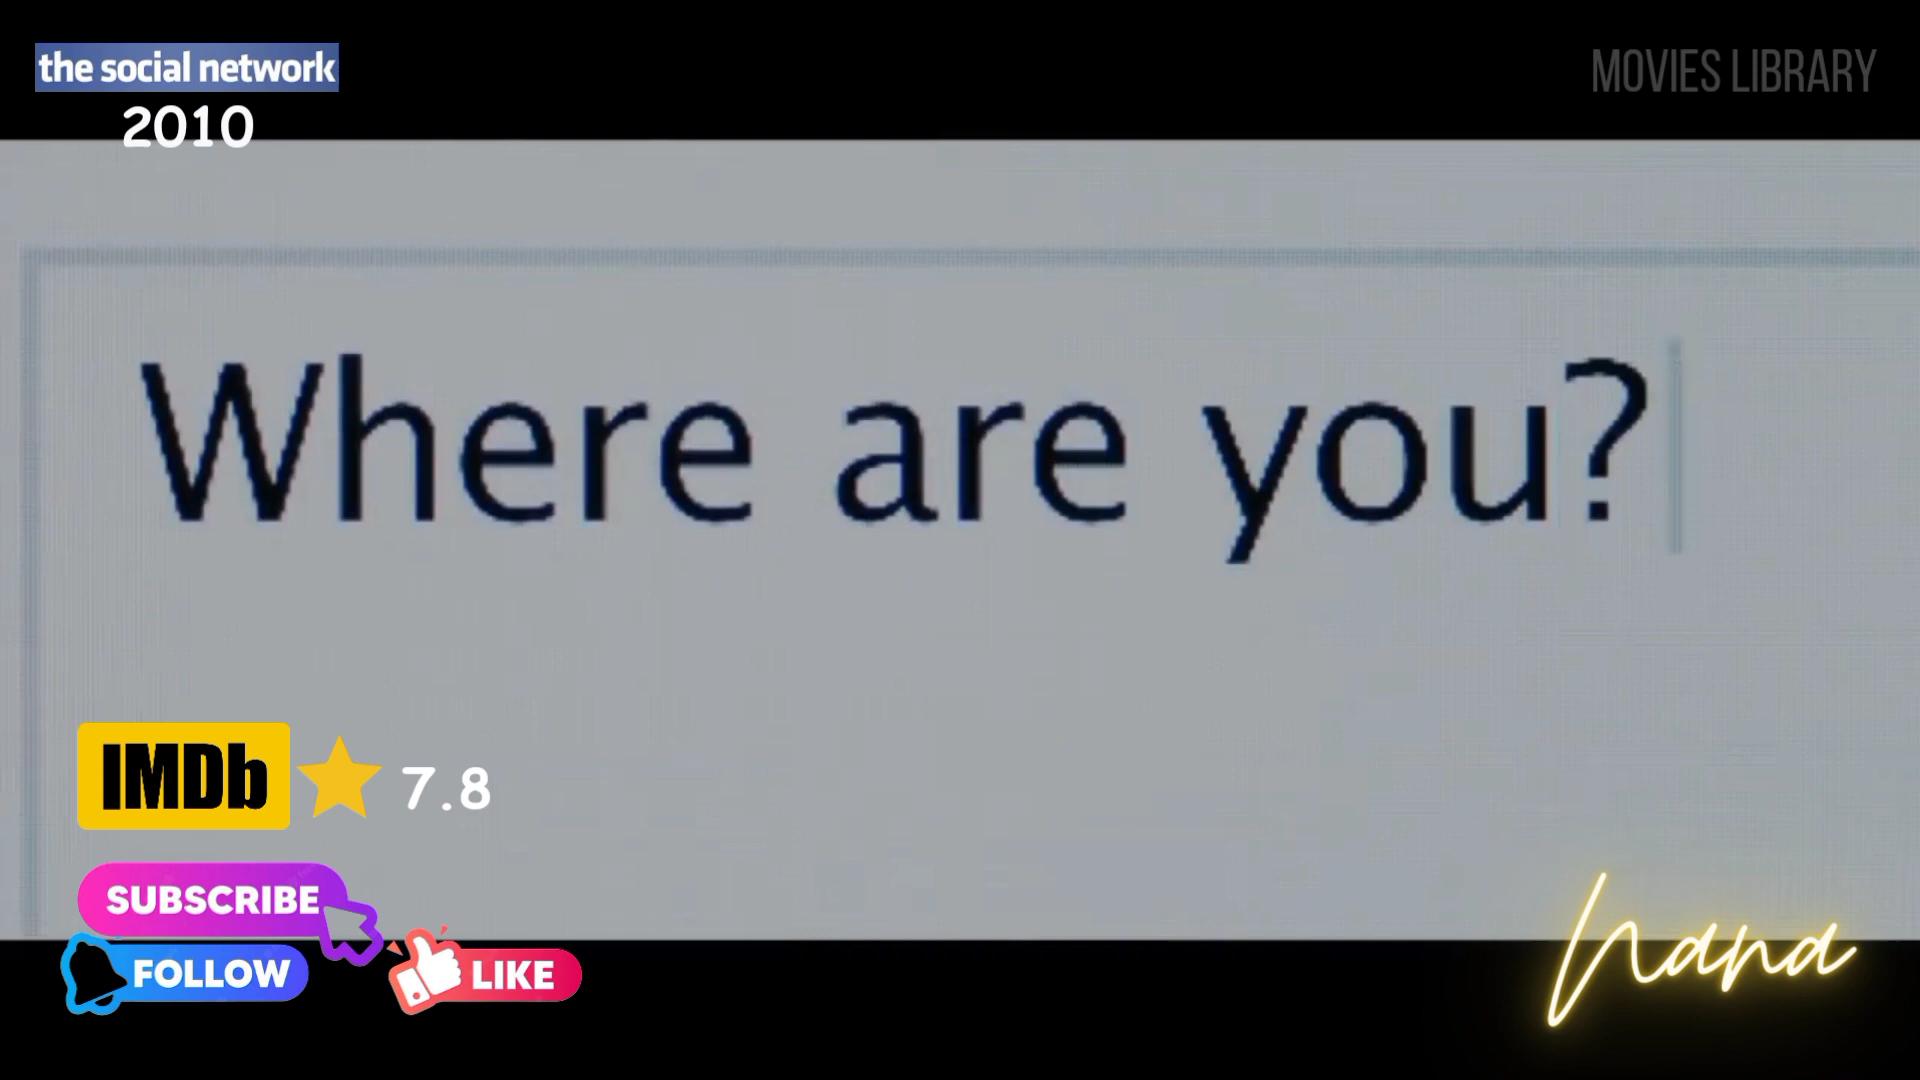 the social network
2010
MOVIES LIBRARY
Where are you?
IMDb 7.8
SUBSCRIBE
FOLLOW
LIKE
nana